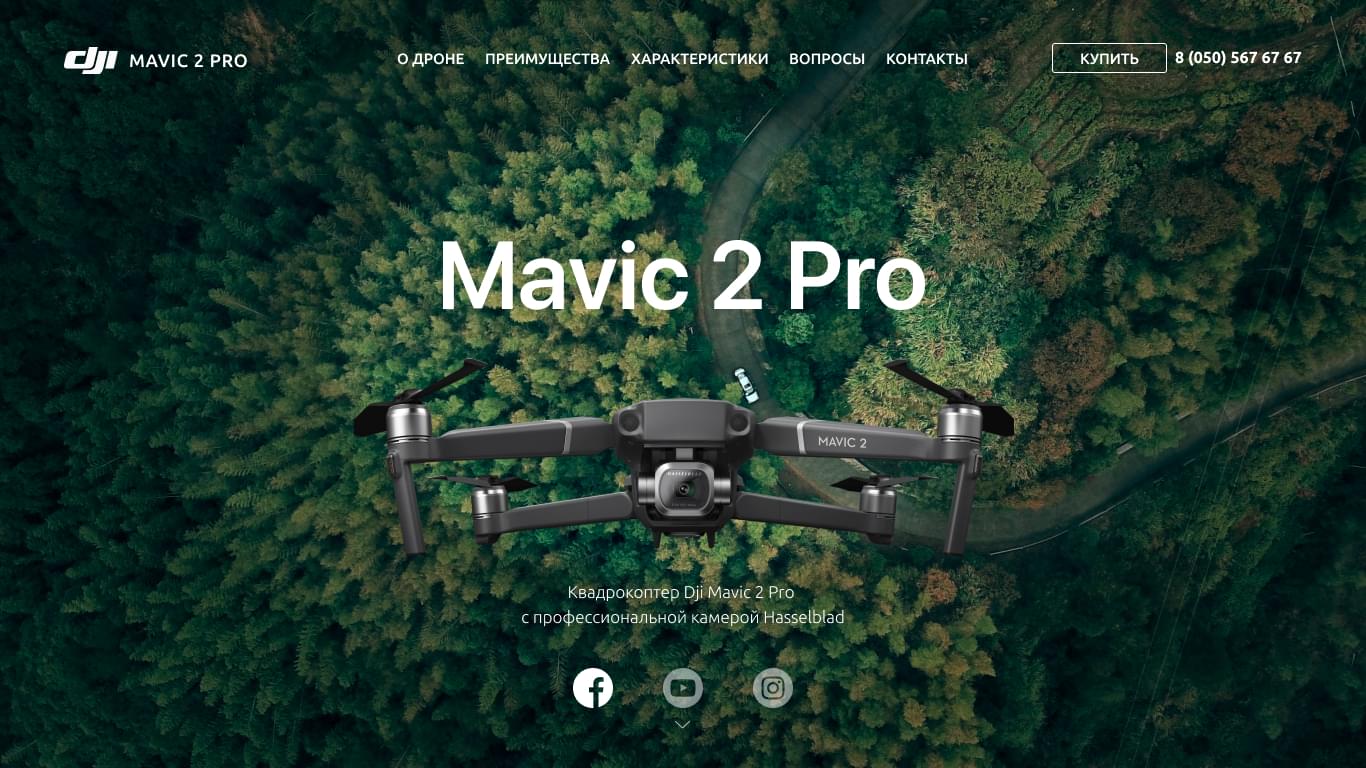 dji MAVIC 2 PRO
О ДРОНЕ ПРЕИМУЩЕСТВА ХАРАКТЕРИСТИКИ ВОПРОСЫ КОНТАКТЫ
КУПИТЬ 8 (050) 567 67 67
Mavic 2 Pro
MAVIC 2
HASSELBLAD
Квадрокоптер Dji Mavic 2 Pro
с профессиональной камерой Hasselblad